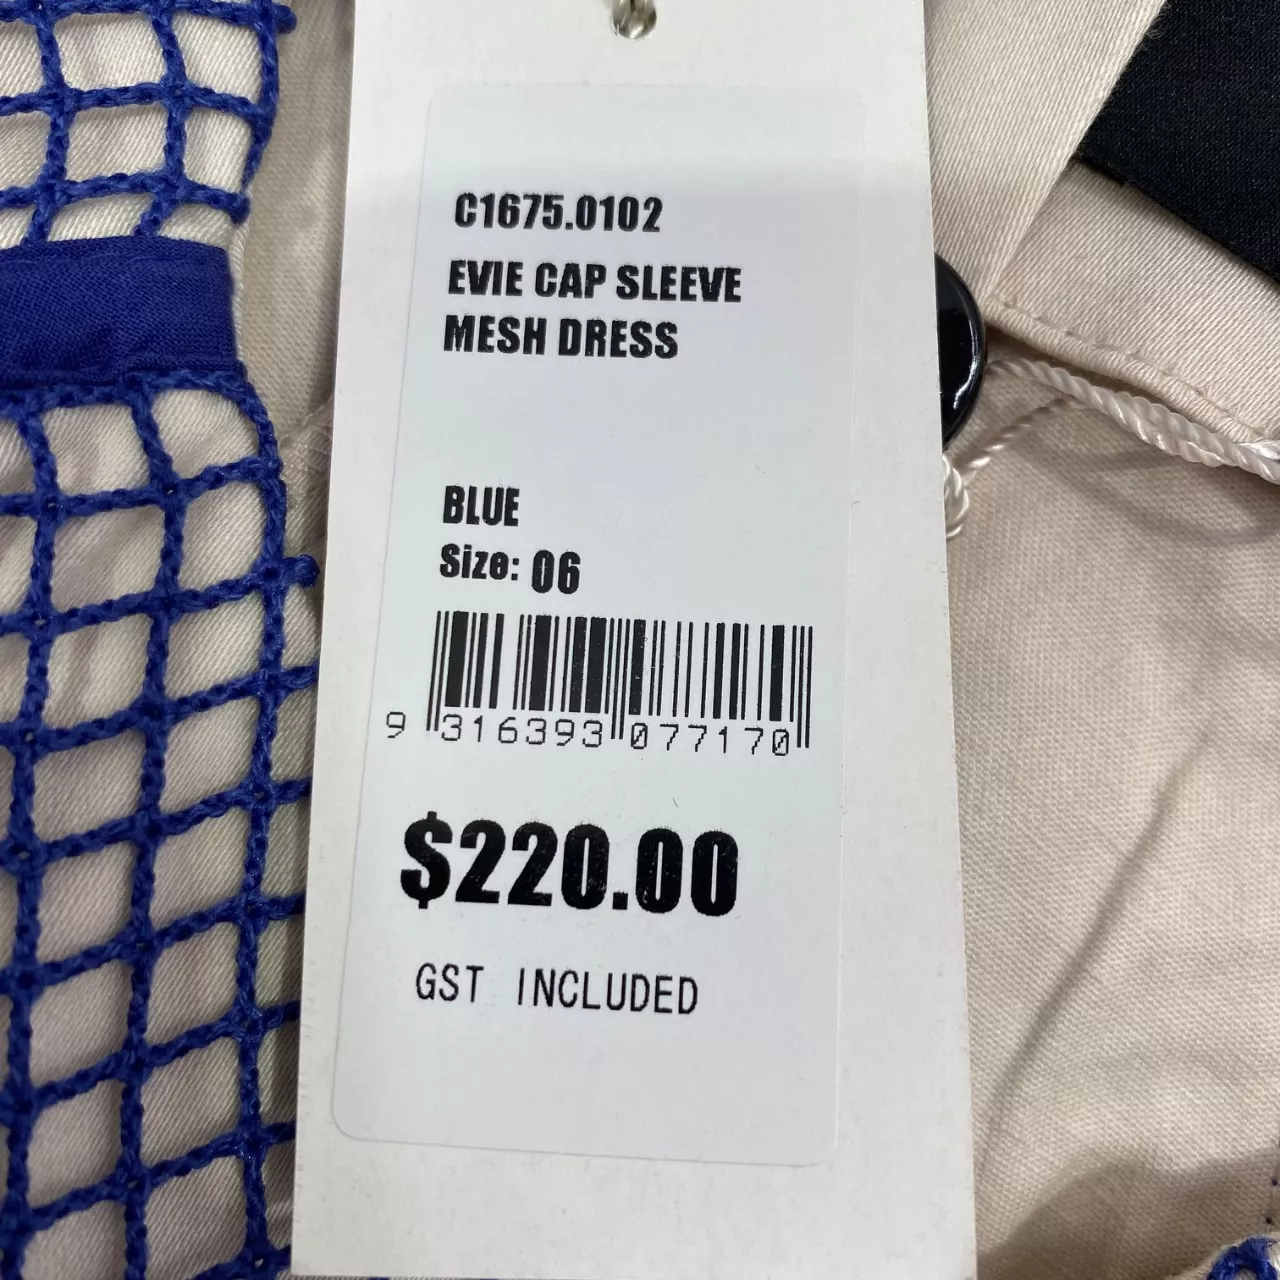 C1675.0102
EVIE CAP SLEEVE
MESH DRESS
BLUE
Size: 06
9 316393 077170
$220.00
GST INCLUDED